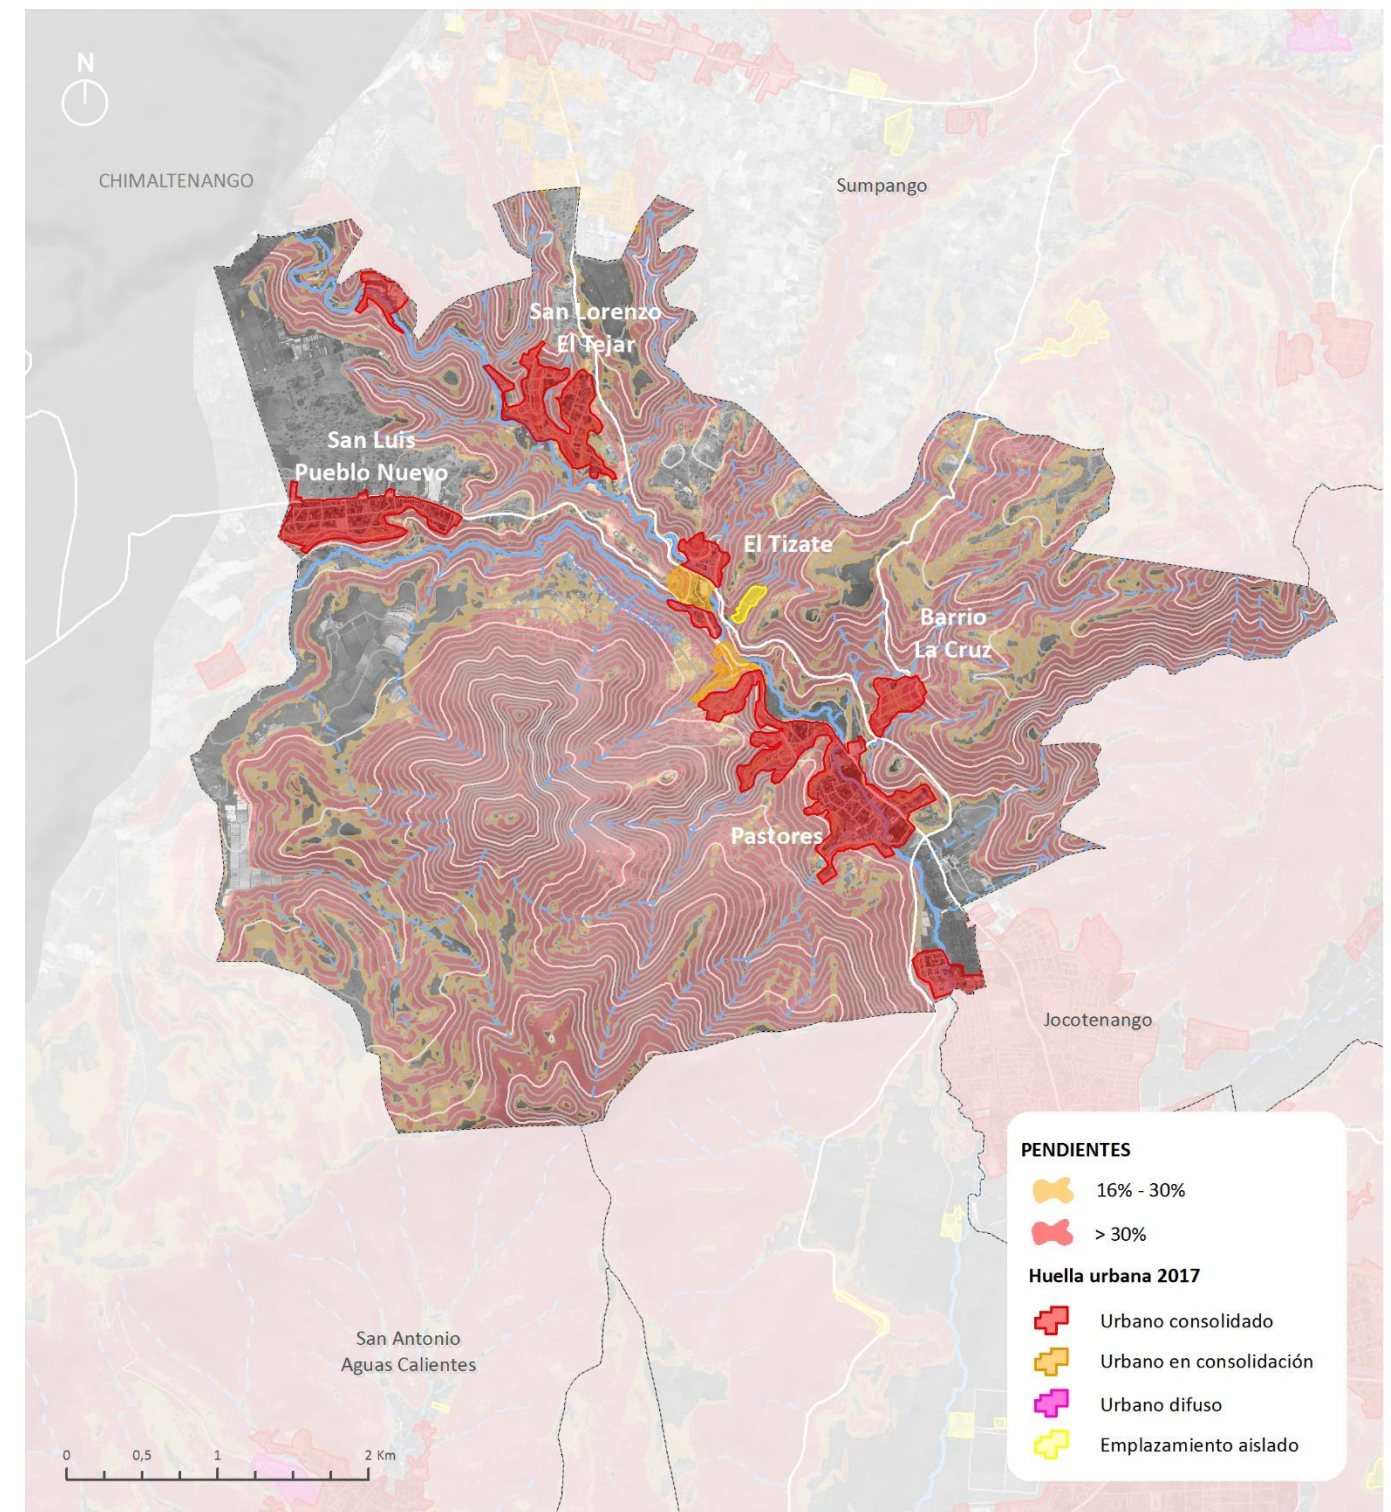 N
CHIMALTENANGO
Sumpango
San Lorenzo
El Tejar
San Luis
Pueblo Nuevo
El Tizate
Barrio
La Cruz
Pastores
Jocotenango
San Antonio
Aguas Calientes
PENDIENTES
16% - 30%
> 30%
Huella urbana 2017
Urbano consolidado
Urbano en consolidación
Urbano difuso
Emplazamiento aislado
0 0,5 1 2 Km